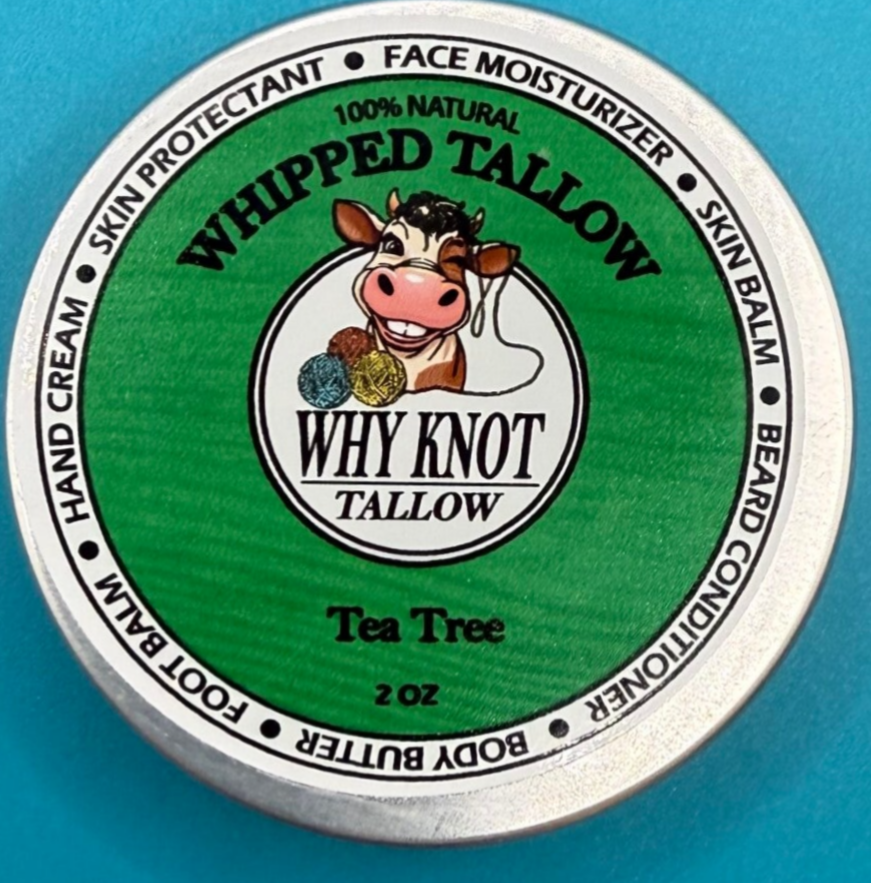 SKIN PROTECTANT • FACE MOISTURIZER • SKIN BALM • BEARD CONDITIONER • BODY BUTTER • FOOT BALM • HAND CREAM •
100% NATURAL
WHIPPED TALLOW
WHY KNOT
TALLOW
Tea Tree
2 OZ